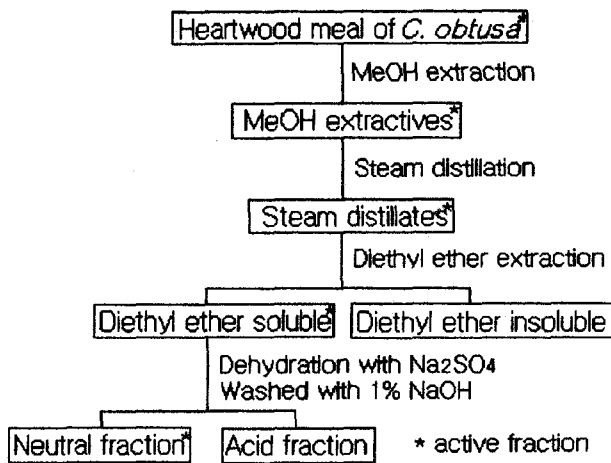 Heartwood meal of C. obtusa*
MeOH extraction
MeOH extractives*
Steam distillation
Steam distillates*
Diethyl ether extraction
Diethyl ether soluble* Diethyl ether insoluble
Dehydration with Na2SO4
Washed with 1% NaOH
Neutral fraction* Acid fraction * active fraction